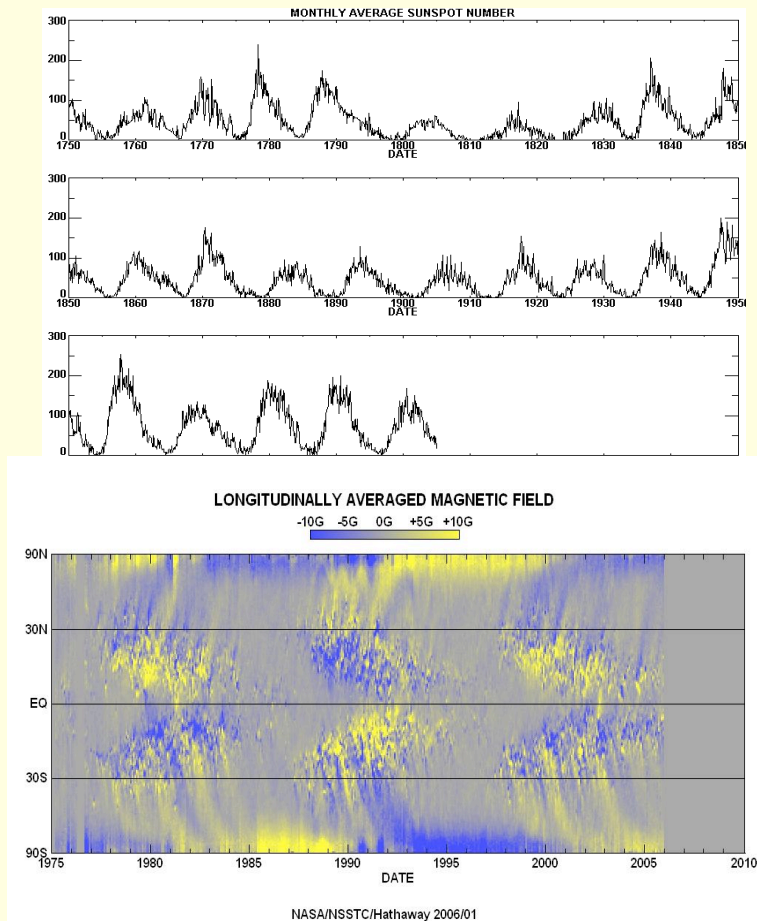 MONTHLY AVERAGE SUNSPOT NUMBER
300
200
100
0
1750 1760 1770 1780 1790 1800 1810 1820 1830 1840 1850
DATE
300
200
100
0
1850 1860 1870 1880 1890 1900 1910 1920 1930 1940 1950
DATE
300
200
100
0
LONGITUDINALLY AVERAGED MAGNETIC FIELD
-10G -5G 0G +5G +10G
90N
30N
EQ
30S
90S
1975 1980 1985 1990 1995 2000 2005 2010
DATE
NASA/NSSTC/Hathaway 2006/01